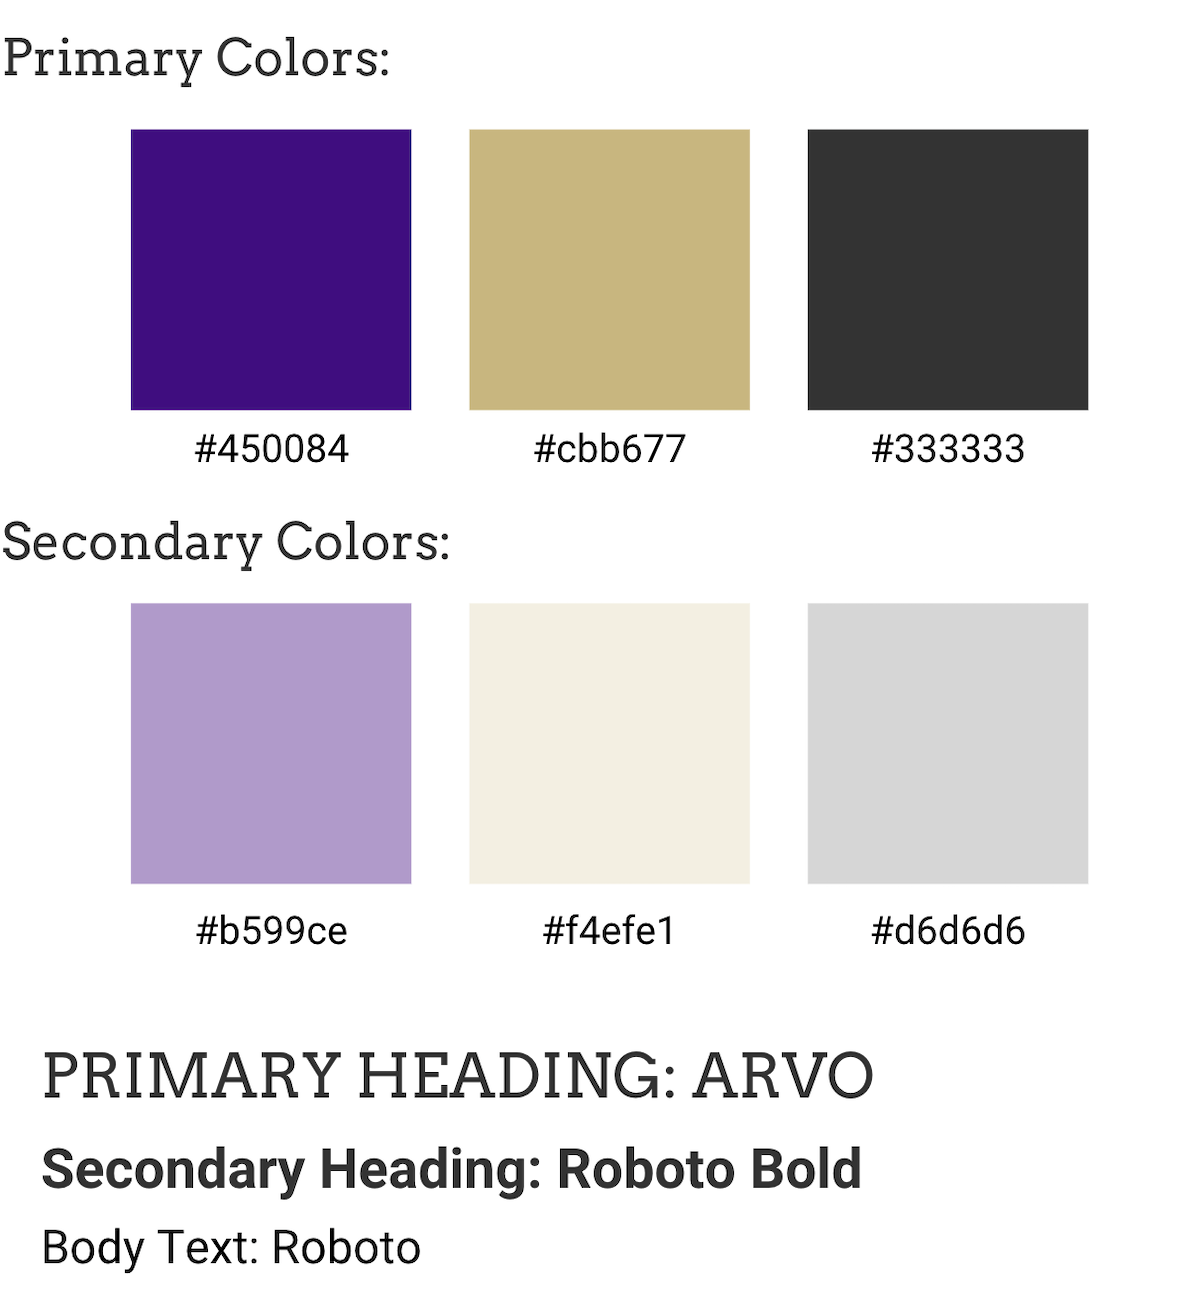 Primary Colors:
#450084 #cbb677 #333333
Secondary Colors:
#b599ce #f4efe1 #d6d6d6
PRIMARY HEADING: ARVO
Secondary Heading: Roboto Bold
Body Text: Roboto